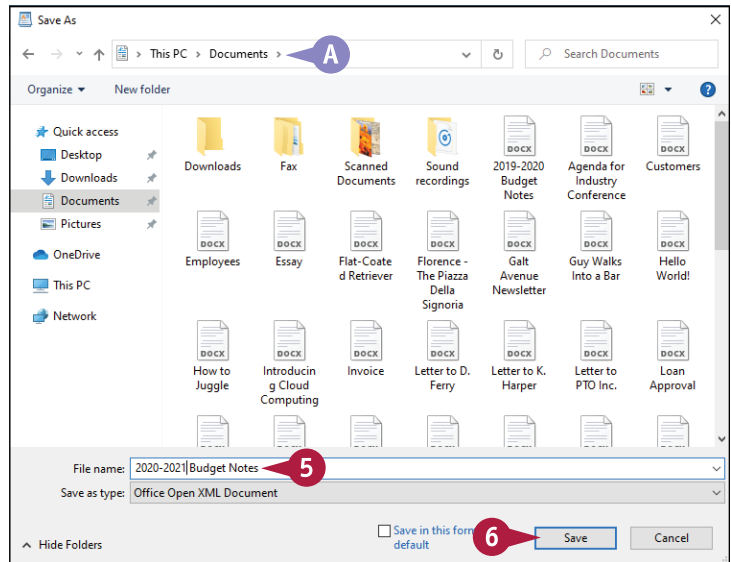 Save As
This PC > Documents >
A
Search Documents
Organize
New folder
?
Quick access
Desktop
Downloads
Documents
Pictures
OneDrive
This PC
Network
Downloads
Fax
Scanned
Documents
Sound
recordings
DOCX
2019-2020
Budget
Notes
DOCX
Agenda for
Industry
Conference
DOCX
Customers
DOCX
Employees
DOCX
Essay
DOCX
Flat-Coate
d Retriever
DOCX
Florence -
The Piazza
Della
Signoria
DOCX
Galt
Avenue
Newsletter
DOCX
Guy Walks
Into a Bar
DOCX
Hello
World!
DOCX
How to
Juggle
DOCX
Introducin
g Cloud
Computing
DOCX
Invoice
DOCX
Letter to D.
Ferry
DOCX
Letter to K.
Harper
DOCX
Letter to
PTO Inc.
DOCX
Loan
Approval
File name: 2020-2021 Budget Notes
5
Save as type: Office Open XML Document
Hide Folders
Save in this form
default
6
Save
Cancel